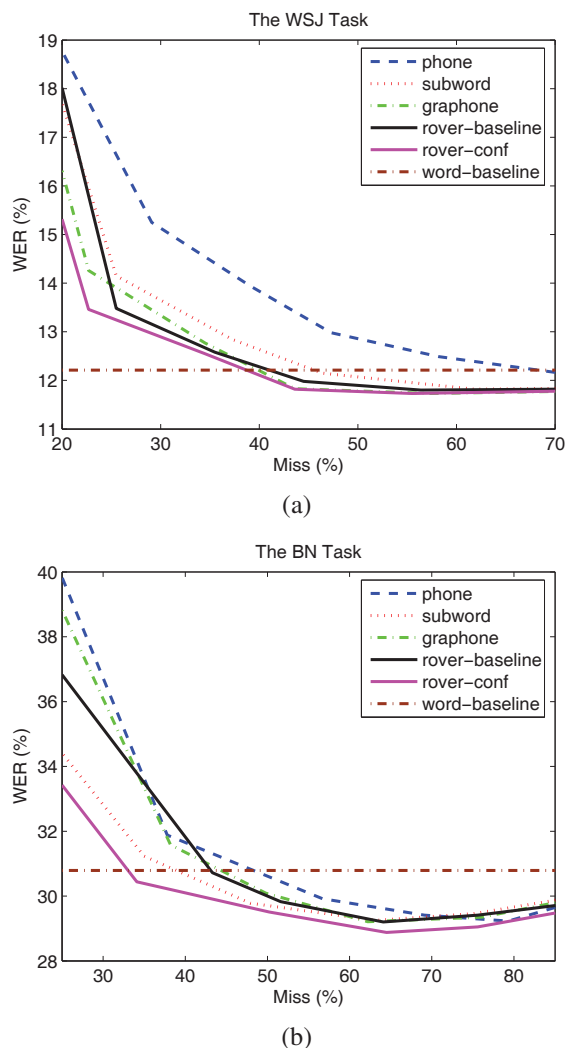 The WSJ Task
19
18
17
16
15
14
13
12
11
WER (%)
phone
subword
graphone
rover−baseline
rover−conf
word−baseline
20 30 40 50 60 70
Miss (%)
(a)
The BN Task
40
38
36
34
32
30
28
WER (%)
phone
subword
graphone
rover−baseline
rover−conf
word−baseline
30 40 50 60 70 80
Miss (%)
(b)